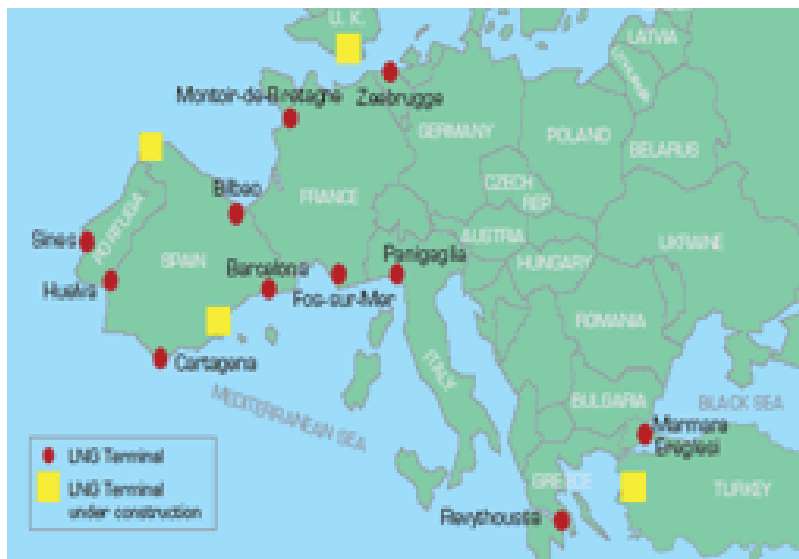 U. K.
LATVIA
LITHUANIA
Montoir-de-Bretagne
Zeebrugge
GERMANY
POLAND
BELARUS
CZECH
REP
Bilbao
FRANCE
PORTUGAL
Sines
SPAIN
AUSTRIA
UKRAINE
Barcelona
Panigaglia
HUNGARY
Huelva
Fos-sur-Mer
ROMANIA
Cartagena
ITALY
MEDITERRANEAN SEA
BULGARIA
BLACK SEA
Marmara
Ereglesi
LNG Terminal
LNG Terminal
under construction
GREECE
TURKEY
Revythoussa